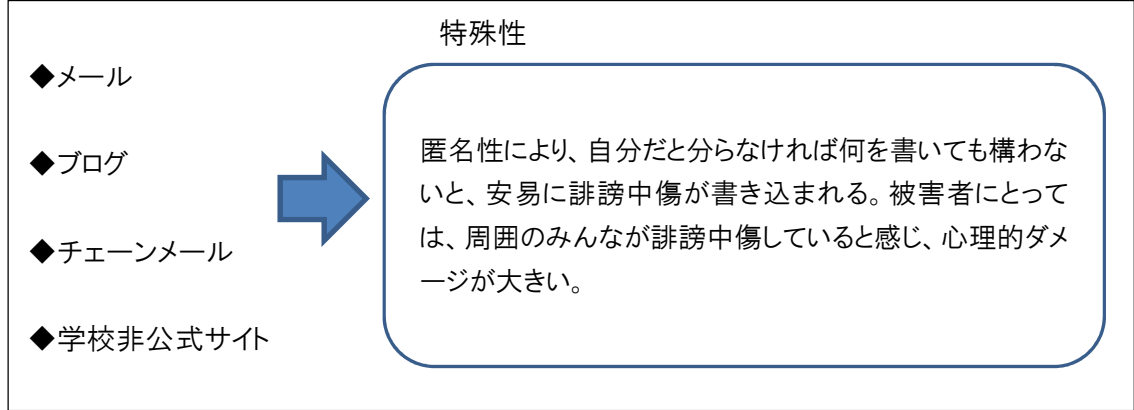 特殊性
◆メール
◆ブログ
◆チェーンメール
◆学校非公式サイト
匿名性により、自分だと分らなければ何を書いても構わな
いと、安易に誹謗中傷が書き込まれる。被害者にとって
は、周囲のみんなが誹謗中傷していると感じ、心理的ダメ
ージが大きい。